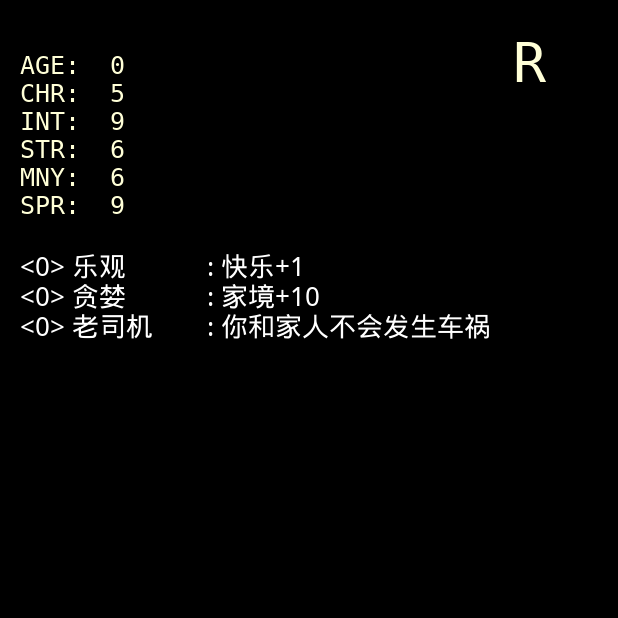 R
AGE: 0
CHR: 5
INT: 9
STR: 6
MNY: 6
SPR: 9
<0> 乐观 : 快乐+1
<0> 贪婪 : 家境+10
<0> 老司机 : 你和家人不会发生车祸